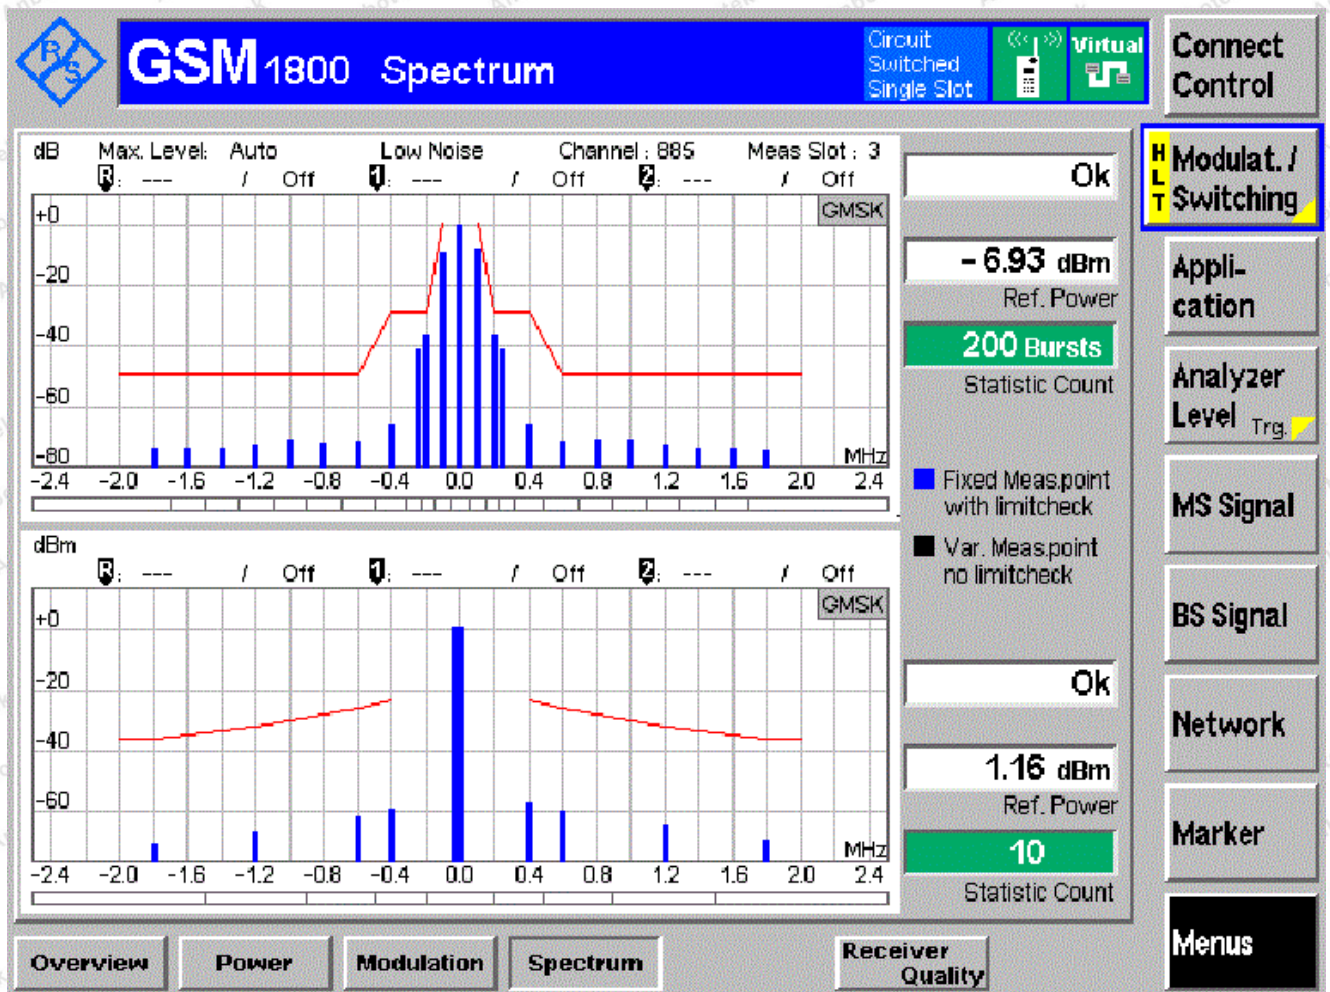 GSM 1800 Spectrum
Circuit
Switched
Single Slot
Virtual
Connect
Control
dB Max. Level: Auto Low Noise Channel : 885 Meas Slot : 3
R : --- / Off 1 : --- / Off 2 : --- / Off
GMSK
+0
-20
-40
-60
-80
MHz
-2.4 -2.0 -1.6 -1.2 -0.8 -0.4 0.0 0.4 0.8 1.2 1.6 2.0 2.4
Ok
- 6.93 dBm
Ref. Power
200 Bursts
Statistic Count
Fixed Meas.point
with limitcheck
Var. Meas.point
no limitcheck
dBm
R : --- / Off 1 : --- / Off 2 : --- / Off
GMSK
+0
-20
-40
-60
MHz
-2.4 -2.0 -1.6 -1.2 -0.8 -0.4 0.0 0.4 0.8 1.2 1.6 2.0 2.4
Ok
1.16 dBm
Ref. Power
10
Statistic Count
HLT
Modulat. /
Switching
Appli-
cation
Analyzer
Level Trg.
MS Signal
BS Signal
Network
Marker
Menus
Overview
Power
Modulation
Spectrum
Receiver
Quality